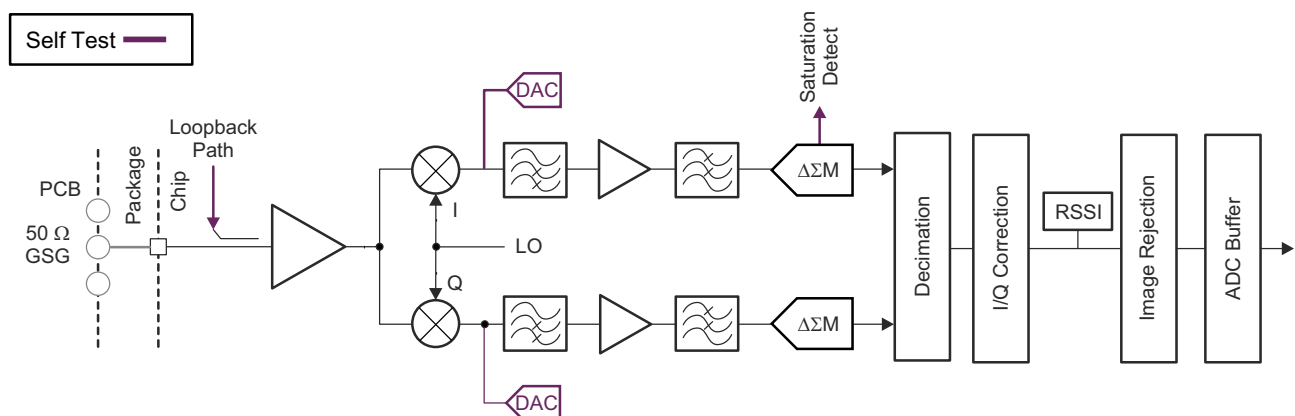 Self Test
DAC
Saturation
Detect
Loopback
Path
PCB
Package
Chip
50 Ω
GSG
I
LO
Q
ΔΣM
ΔΣM
DAC
Decimation
I/Q Correction
RSSI
Image Rejection
ADC Buffer